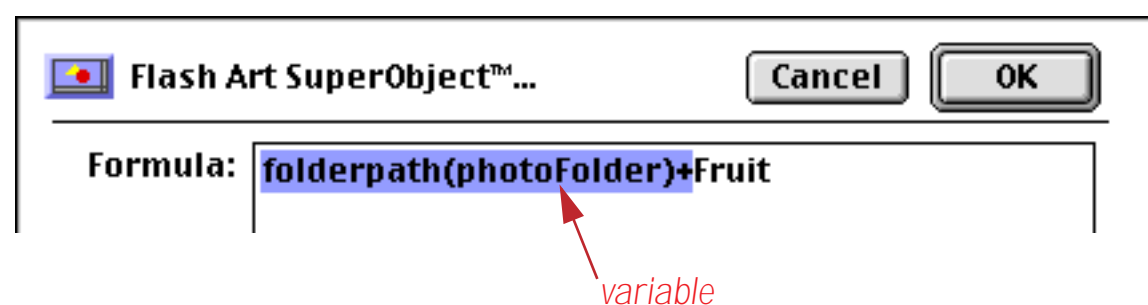 Flash Art SuperObject™... Cancel OK
Formula: folderpath(photoFolder)+Fruit
variable